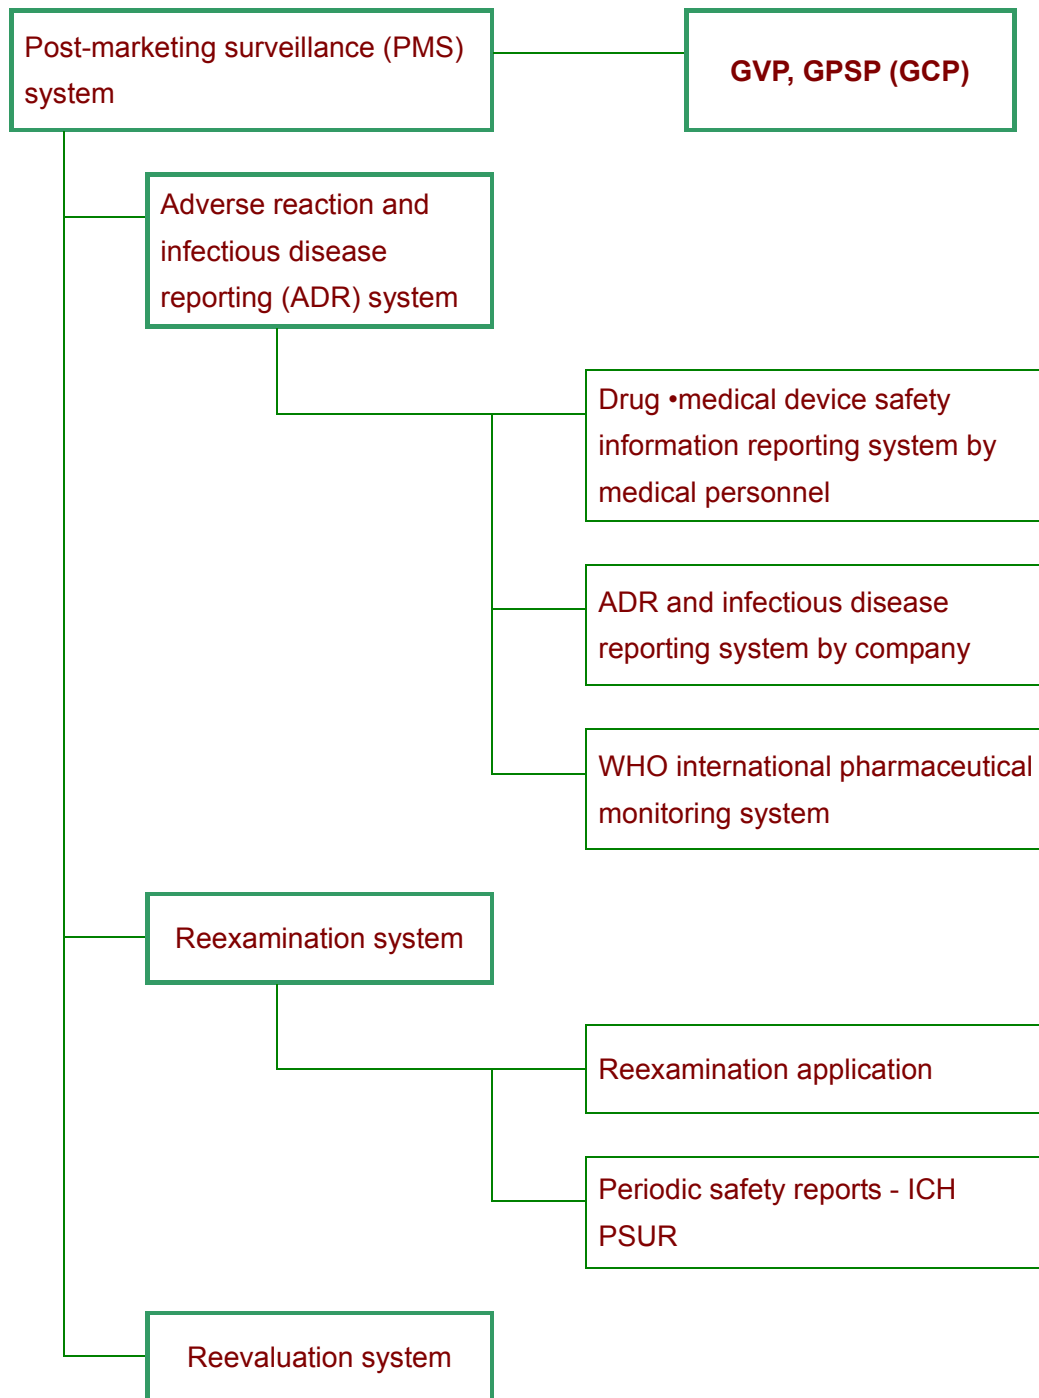 Post-marketing surveillance (PMS)
system
GVP, GPSP (GCP)
Adverse reaction and
infectious disease
reporting (ADR) system
Drug •medical device safety
information reporting system by
medical personnel
ADR and infectious disease
reporting system by company
WHO international pharmaceutical
monitoring system
Reexamination system
Reexamination application
Periodic safety reports - ICH
PSUR
Reevaluation system